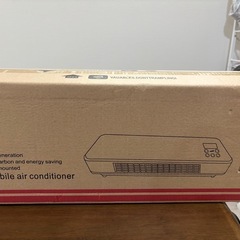 eneration
arbon and energy saving
mounted
bile air conditioner